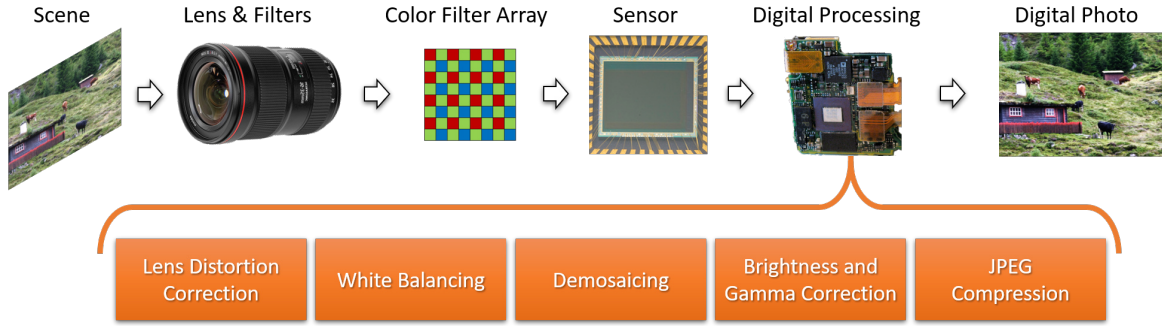 Scene
Lens & Filters
Color Filter Array
Sensor
Digital Processing
Digital Photo
Lens Distortion
Correction
White Balancing
Demosaicing
Brightness and
Gamma Correction
JPEG
Compression